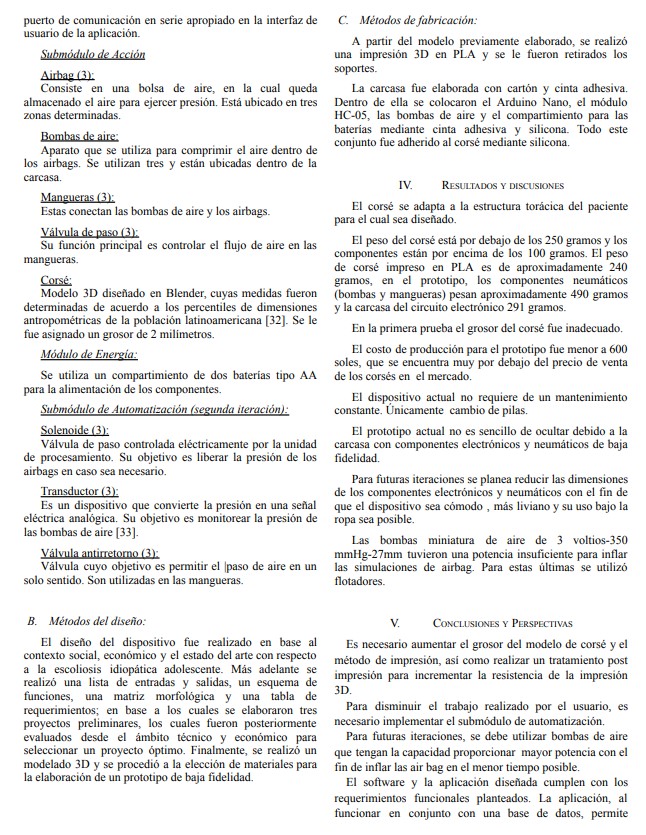 puerto de comunicación en serie apropiado en la interfaz de
usuario de la aplicación.
Submódulo de Acción
Airbag (3):
Consiste en una bolsa de aire, en la cual queda
almacenado el aire para ejercer presión. Está ubicado en tres
zonas determinadas.
Bombas de aire:
Aparato que se utiliza para comprimir el aire dentro de
los airbags. Se utilizan tres y están ubicadas dentro de la
carcasa.
Mangueras (3):
Estas conectan las bombas de aire y los airbags.
Válvula de paso (3):
Su función principal es controlar el flujo de aire en las
mangueras.
Corsé:
Modelo 3D diseñado en Blender, cuyas medidas fueron
determinadas de acuerdo a los percentiles de dimensiones
antropométricas de la población latinoamericana [32]. Se le
fue asignado un grosor de 2 milímetros.
Módulo de Energía:
Se utiliza un compartimiento de dos baterías tipo AA
para la alimentación de los componentes.
Submódulo de Automatización (segunda iteración):
Solenoide (3):
Válvula de paso controlada eléctricamente por la unidad
de procesamiento. Su objetivo es liberar la presión de los
airbags en caso sea necesario.
Transductor (3):
Es un dispositivo que convierte la presión en una señal
eléctrica analógica. Su objetivo es monitorear la presión de
las bombas de aire [33].
Válvula antirretorno (3):
Válvula cuyo objetivo es permitir el |paso de aire en un
solo sentido. Son utilizadas en las mangueras.
B. Métodos del diseño:
El diseño del dispositivo fue realizado en base al
contexto social, económico y el estado del arte con respecto
a la escoliosis idiopática adolescente. Más adelante se
realizó una lista de entradas y salidas, un esquema de
funciones, una matriz morfológica y una tabla de
requerimientos; en base a los cuales se elaboraron tres
proyectos preliminares, los cuales fueron posteriormente
evaluados desde el ámbito técnico y económico para
seleccionar un proyecto óptimo. Finalmente, se realizó un
modelado 3D y se procedió a la elección de materiales para
la elaboración de un prototipo de baja fidelidad.
C. Métodos de fabricación:
A partir del modelo previamente elaborado, se realizó
una impresión 3D en PLA y se le fueron retirados los
soportes.
La carcasa fue elaborada con cartón y cinta adhesiva.
Dentro de ella se colocaron el Arduino Nano, el módulo
HC-05, las bombas de aire y el compartimiento para las
baterías mediante cinta adhesiva y silicona. Todo este
conjunto fue adherido al corsé mediante silicona.
IV. Resultados y discusiones
El corsé se adapta a la estructura torácica del paciente
para el cual sea diseñado.
El peso del corsé está por debajo de los 250 gramos y los
componentes están por encima de los 100 gramos. El peso
de corsé impreso en PLA es de aproximadamente 240
gramos, en el prototipo, los componentes neumáticos
(bombas y mangueras) pesan aproximadamente 490 gramos
y la carcasa del circuito electrónico 291 gramos.
En la primera prueba el grosor del corsé fue inadecuado.
El costo de producción para el prototipo fue menor a 600
soles, que se encuentra muy por debajo del precio de venta
de los corsés en el mercado.
El dispositivo actual no requiere de un mantenimiento
constante. Únicamente cambio de pilas.
El prototipo actual no es sencillo de ocultar debido a la
carcasa con componentes electrónicos y neumáticos de baja
fidelidad.
Para futuras iteraciones se planea reducir las dimensiones
de los componentes electrónicos y neumáticos con el fin de
que el dispositivo sea cómodo , más liviano y su uso bajo la
ropa sea posible.
Las bombas miniatura de aire de 3 voltios-350
mmHg-27mm tuvieron una potencia insuficiente para inflar
las simulaciones de airbag. Para estas últimas se utilizó
flotadores.
V. Conclusiones y Perspectivas
Es necesario aumentar el grosor del modelo de corsé y el
método de impresión, así como realizar un tratamiento post
impresión para incrementar la resistencia de la impresión
3D.
Para disminuir el trabajo realizado por el usuario, es
necesario implementar el submódulo de automatización.
Para futuras iteraciones, se debe utilizar bombas de aire
que tengan la capacidad proporcionar mayor potencia con el
fin de inflar las air bag en el menor tiempo posible.
El software y la aplicación diseñada cumplen con los
requerimientos funcionales planteados. La aplicación, al
funcionar en conjunto con una base de datos, permite